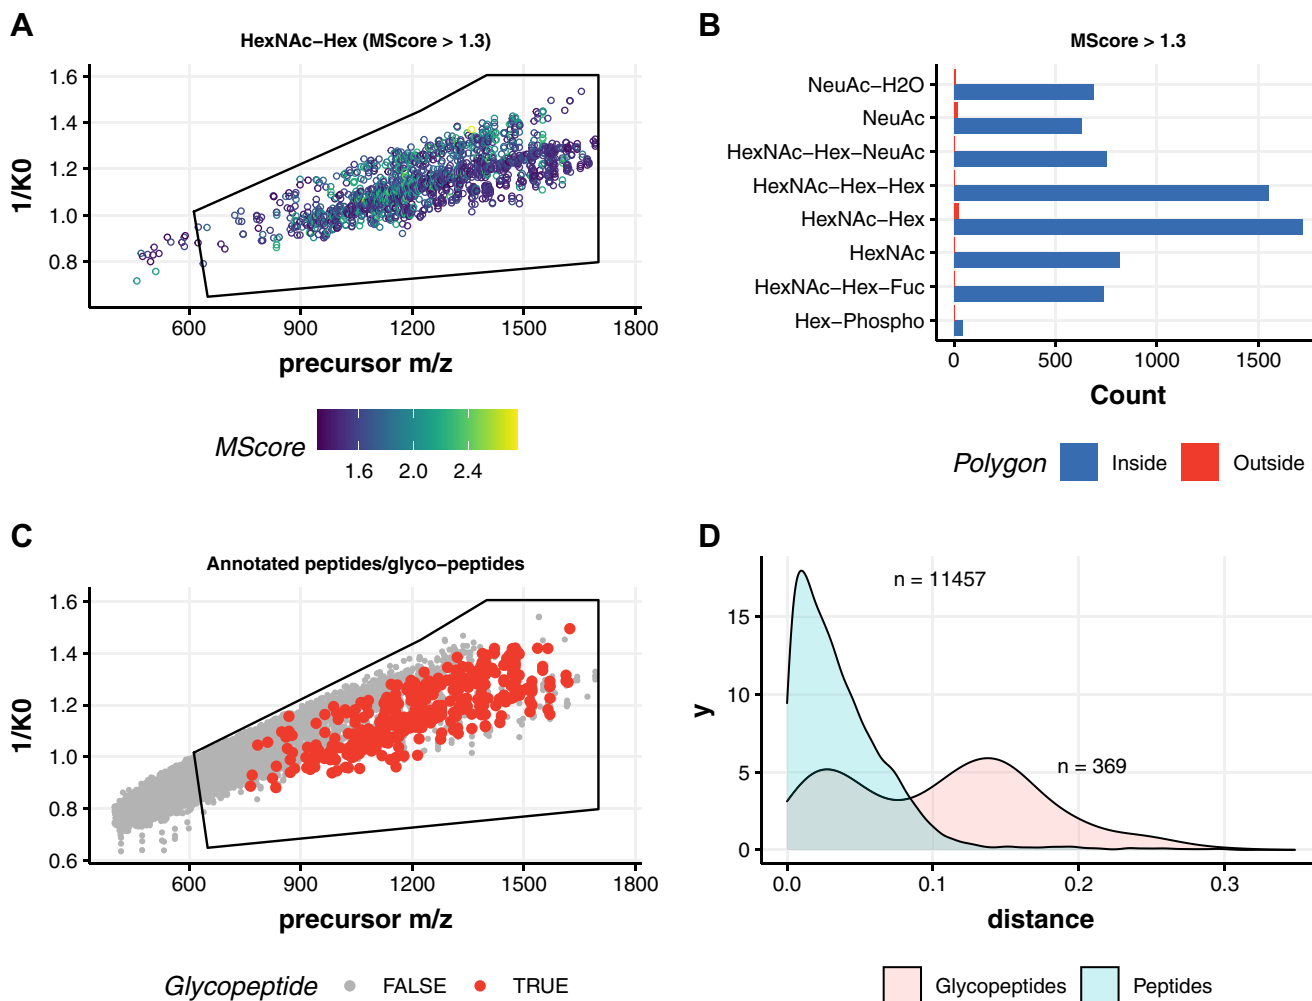 A
HexNAc−Hex (MScore > 1.3)
1/K0
1.6
1.4
1.2
1.0
0.8
600 900 1200 1500 1800
precursor m/z
MScore
1.6 2.0 2.4
B
MScore > 1.3
NeuAc−H2O
NeuAc
HexNAc−Hex−NeuAc
HexNAc−Hex−Hex
HexNAc−Hex
HexNAc
HexNAc−Hex−Fuc
Hex−Phospho
0 500 1000 1500
Count
Polygon Inside Outside
C
Annotated peptides/glyco−peptides
1/K0
1.6
1.4
1.2
1.0
0.8
0.6
600 900 1200 1500 1800
precursor m/z
Glycopeptide FALSE TRUE
D
n = 11457
n = 369
y
15
10
5
0
0.0 0.1 0.2 0.3
distance
Glycopeptides Peptides